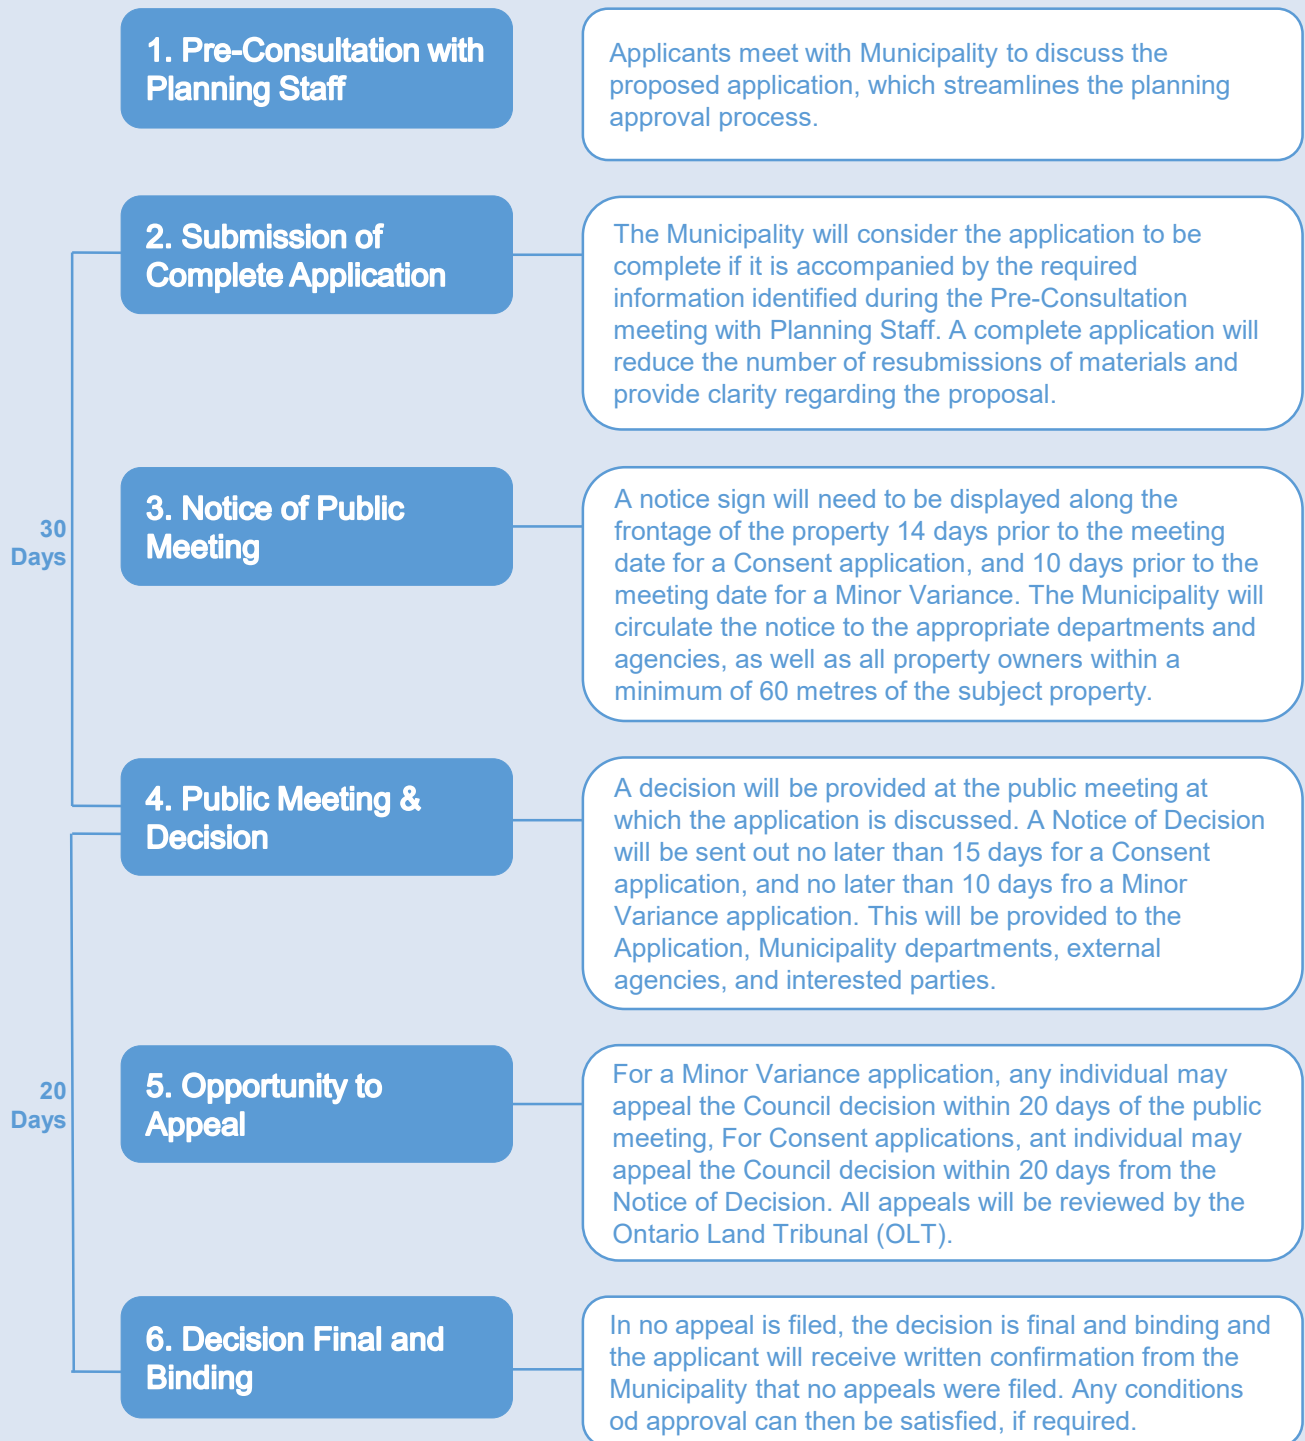 1. Pre-Consultation with
Planning Staff
Applicants meet with Municipality to discuss the
proposed application, which streamlines the planning
approval process.
2. Submission of
Complete Application
The Municipality will consider the application to be
complete if it is accompanied by the required
information identified during the Pre-Consultation
meeting with Planning Staff. A complete application will
reduce the number of resubmissions of materials and
provide clarity regarding the proposal.
30
Days
3. Notice of Public
Meeting
A notice sign will need to be displayed along the
frontage of the property 14 days prior to the meeting
date for a Consent application, and 10 days prior to the
meeting date for a Minor Variance. The Municipality will
circulate the notice to the appropriate departments and
agencies, as well as all property owners within a
minimum of 60 metres of the subject property.
4. Public Meeting &
Decision
A decision will be provided at the public meeting at
which the application is discussed. A Notice of Decision
will be sent out no later than 15 days for a Consent
application, and no later than 10 days fro a Minor
Variance application. This will be provided to the
Application, Municipality departments, external
agencies, and interested parties.
20
Days
5. Opportunity to
Appeal
For a Minor Variance application, any individual may
appeal the Council decision within 20 days of the public
meeting, For Consent applications, ant individual may
appeal the Council decision within 20 days from the
Notice of Decision. All appeals will be reviewed by the
Ontario Land Tribunal (OLT).
6. Decision Final and
Binding
In no appeal is filed, the decision is final and binding and
the applicant will receive written confirmation from the
Municipality that no appeals were filed. Any conditions
od approval can then be satisfied, if required.